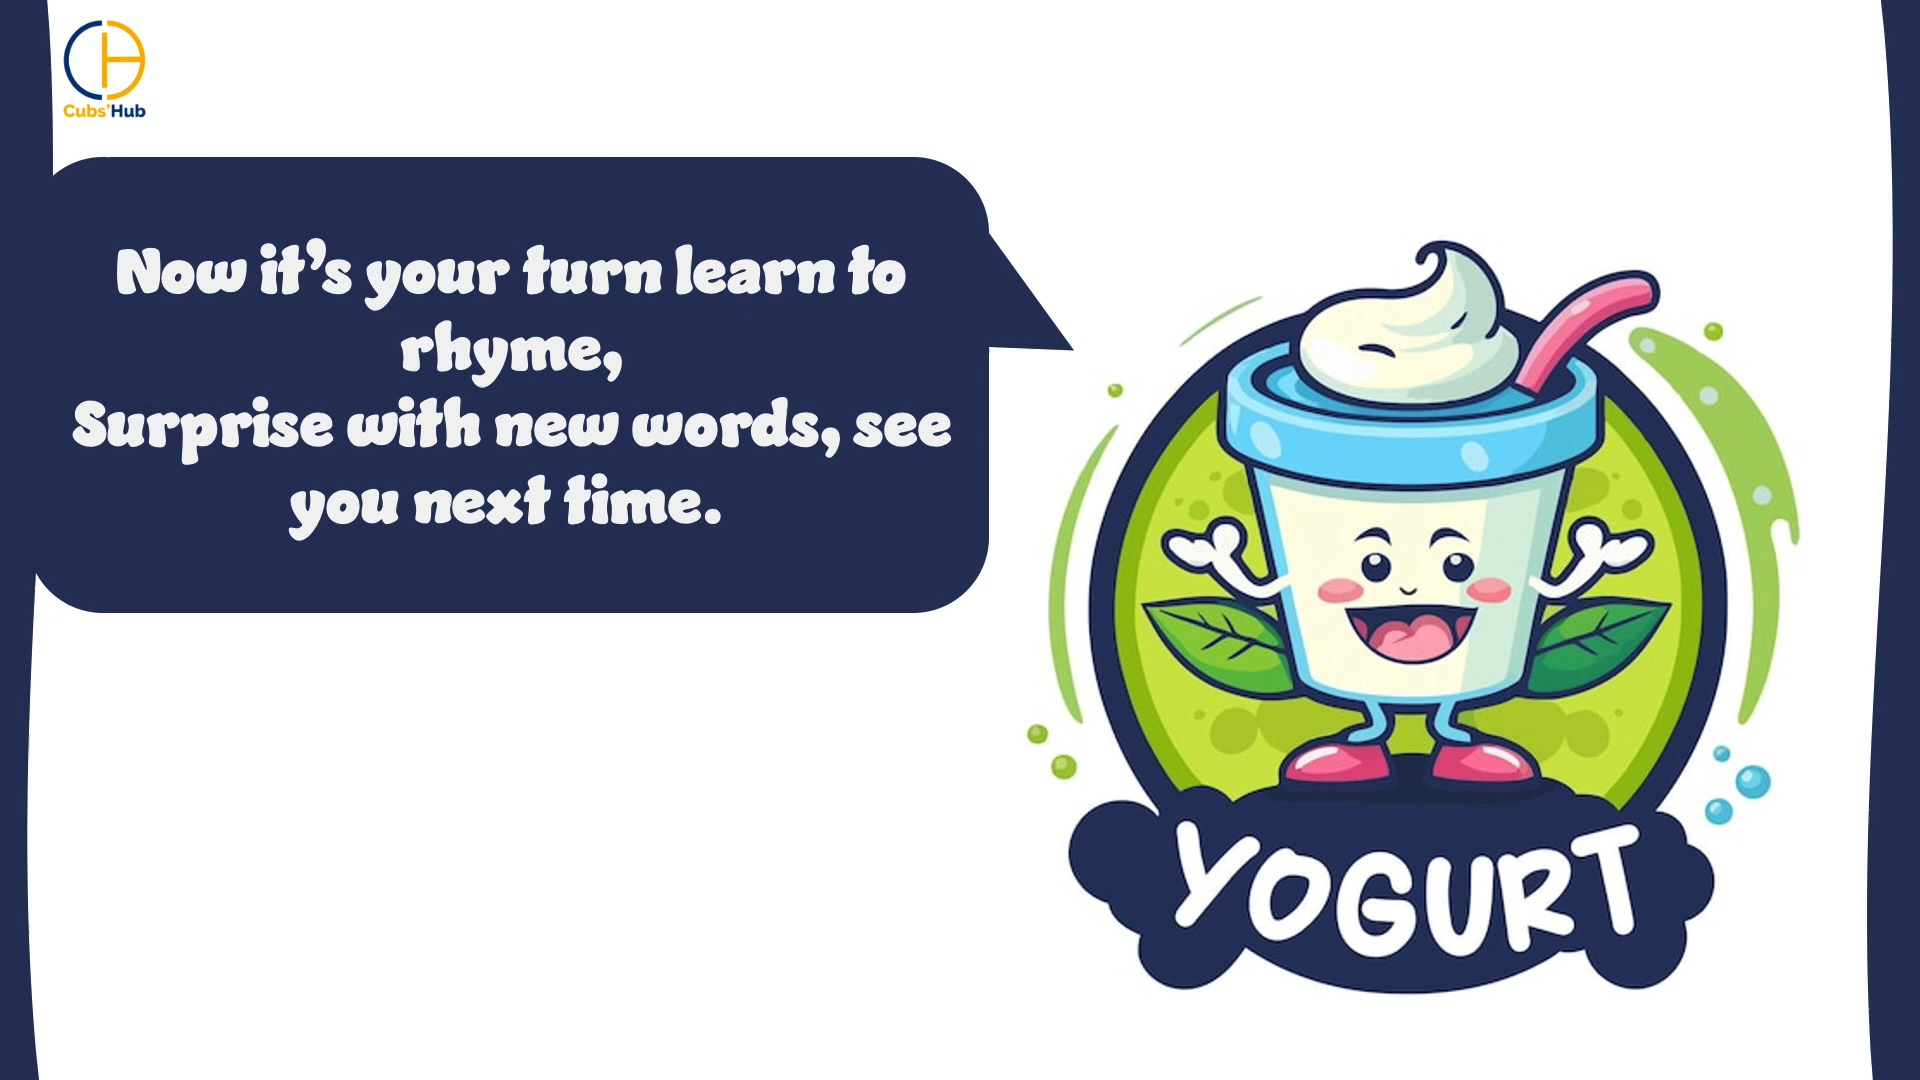 Cubs'Hub
Now it’s your turn learn to
rhyme,
Surprise with new words, see
you next time.
YOGURT